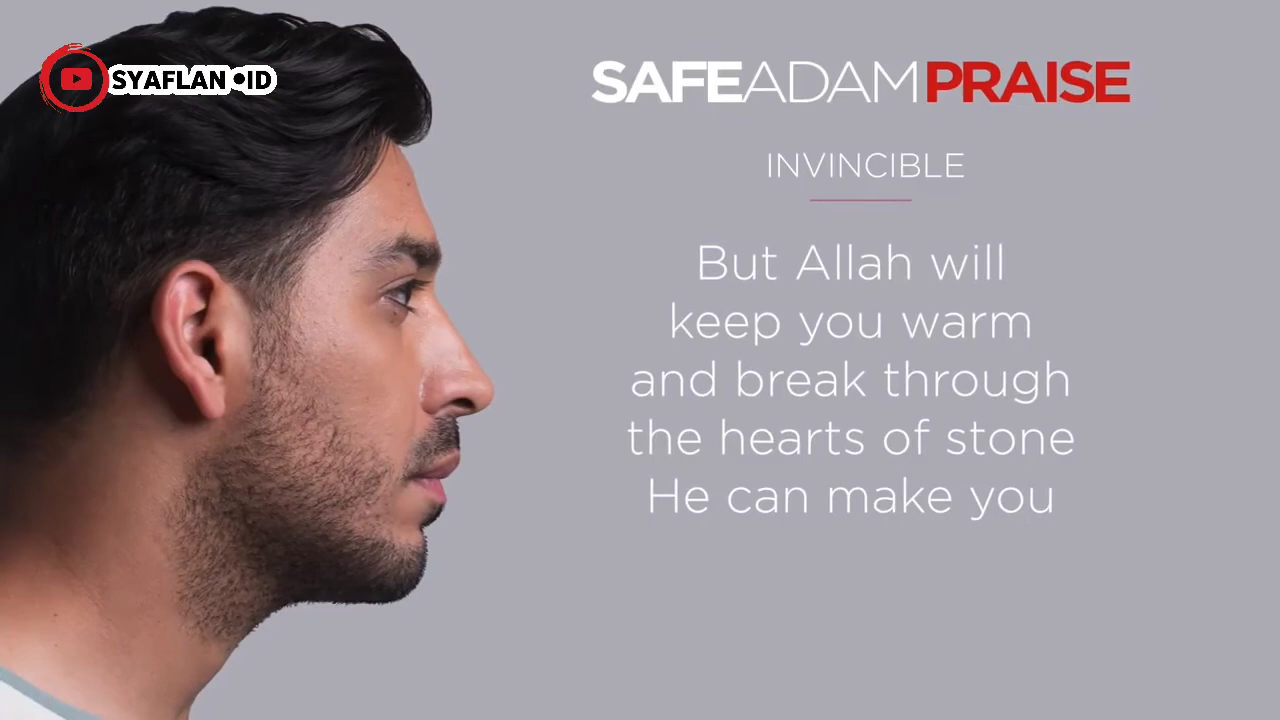 SYAFLAN ID
SAFEADAMPRAISE
INVINCIBLE
But Allah will
keep you warm
and break through
the hearts of stone
He can make you